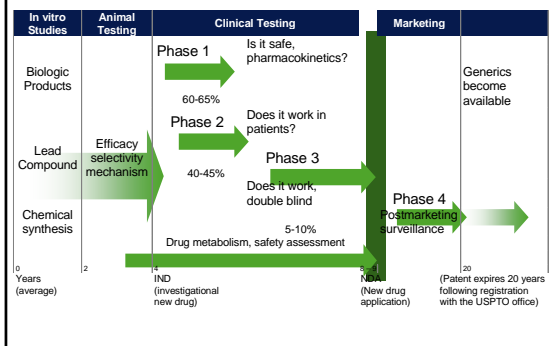 In vitro
Studies
Animal
Testing
Clinical Testing
Marketing
Phase 1
Is it safe,
pharmacokinetics?
Biologic
Products
Generics
become
available
60-65%
Phase 2
Does it work in
patients?
Lead
Compound
Efficacy
selectivity
mechanism
Phase 3
40-45%
Does it work,
double blind
Phase 4
Postmarketing
surveillance
Chemical
synthesis
5-10%
Drug metabolism, safety assessment
0
2
4
8 - 9
20
Years
(average)
IND
(investigational
new drug)
NDA
(New drug
application)
(Patent expires 20 years
following registration
with the USPTO office)